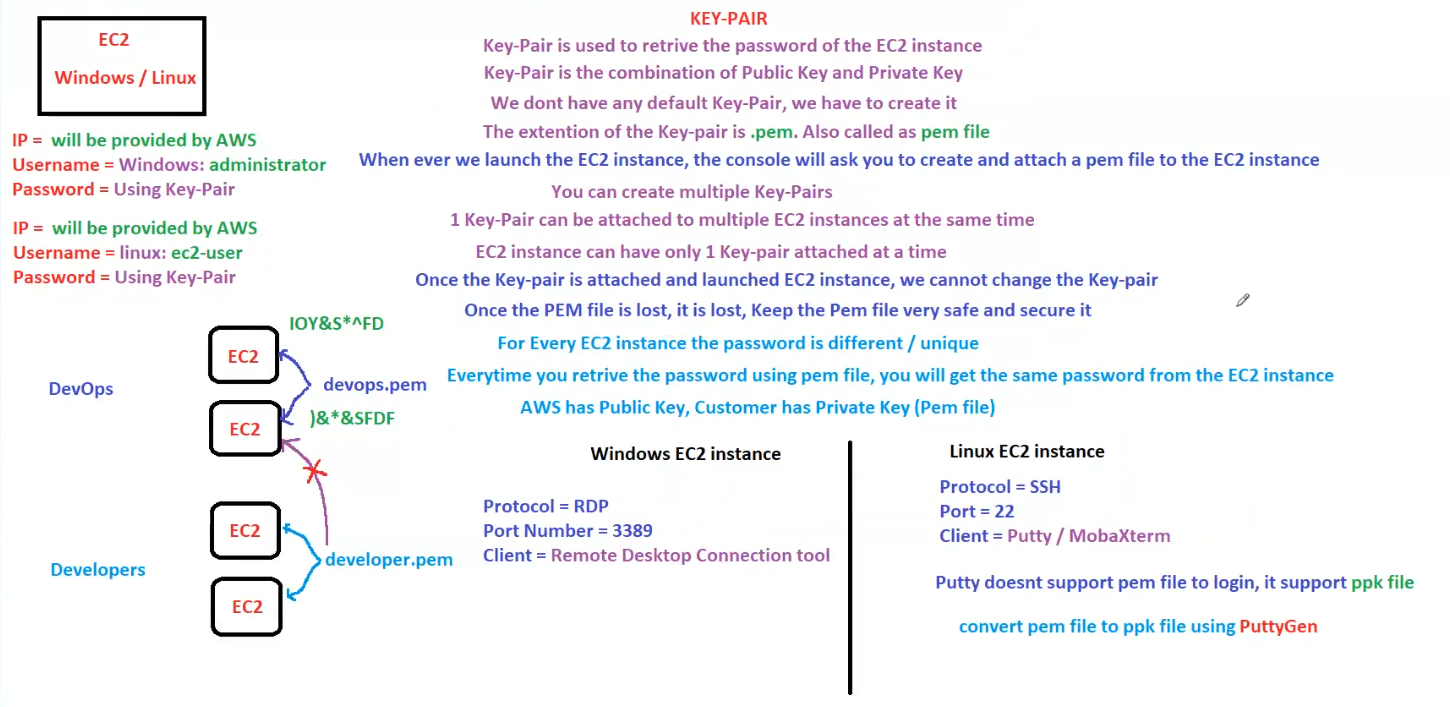 EC2
Windows / Linux
IP = will be provided by AWS
Username = Windows: administrator
Password = Using Key-Pair
IP = will be provided by AWS
Username = linux: ec2-user
Password = Using Key-Pair
KEY-PAIR
Key-Pair is used to retrive the password of the EC2 instance
Key-Pair is the combination of Public Key and Private Key
We dont have any default Key-Pair, we have to create it
The extention of the Key-pair is .pem. Also called as pem file
When ever we launch the EC2 instance, the console will ask you to create and attach a pem file to the EC2 instance
You can create multiple Key-Pairs
1 Key-Pair can be attached to multiple EC2 instances at the same time
EC2 instance can have only 1 Key-pair attached at a time
Once the Key-pair is attached and launched EC2 instance, we cannot change the Key-pair
Once the PEM file is lost, it is lost, Keep the Pem file very safe and secure it
For Every EC2 instance the password is different / unique
Everytime you retrive the password using pem file, you will get the same password from the EC2 instance
AWS has Public Key, Customer has Private Key (Pem file)
IOY&S*^FD
EC2
DevOps
devops.pem
EC2
)&*&SFDF
EC2
Developers
developer.pem
EC2
Windows EC2 instance
Protocol = RDP
Port Number = 3389
Client = Remote Desktop Connection tool
Linux EC2 instance
Protocol = SSH
Port = 22
Client = Putty / MobaXterm
Putty doesnt support pem file to login, it support ppk file
convert pem file to ppk file using PuttyGen